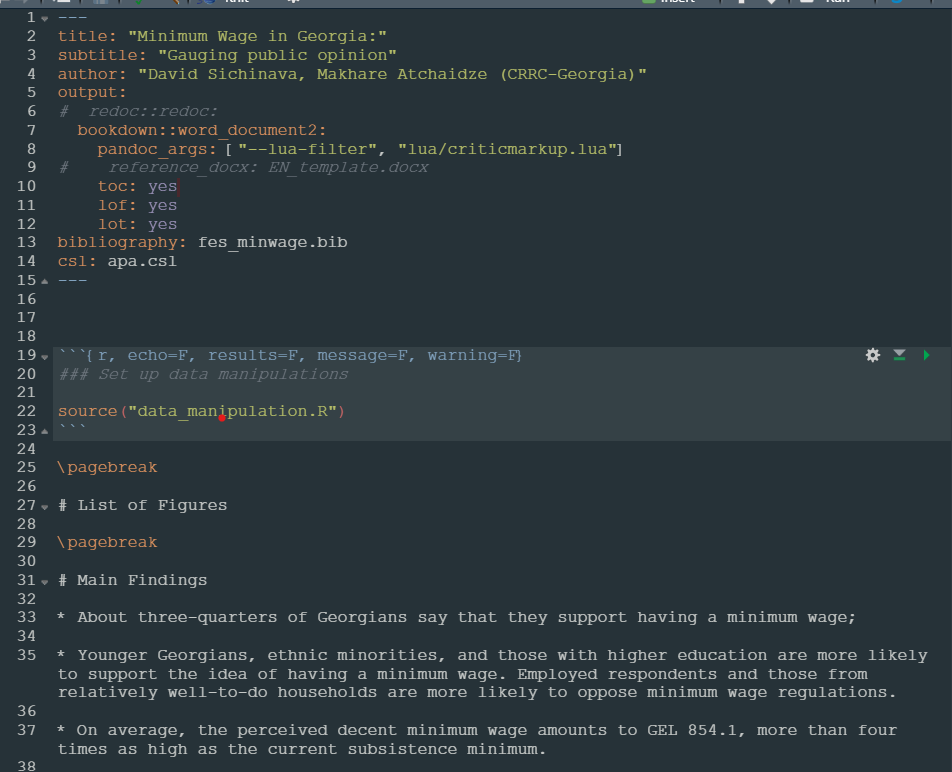 Insert Run
1 ---
2 title: "Minimum Wage in Georgia:"
3 subtitle: "Gauging public opinion"
4 author: "David Sichinava, Makhare Atchaidze (CRRC-Georgia)"
5 output:
6 #  redoc::redoc:
7   bookdown::word_document2:
8     pandoc_args: ["--lua-filter", "lua/criticmarkup.lua"]
9 #    reference_docx: EN_template.docx
10     toc: yes
11     lof: yes
12     lot: yes
13 bibliography: fes_minwage.bib
14 csl: apa.csl
15 ---
16
17
18
19 ```{r, echo=F, results=F, message=F, warning=F}
20 ### Set up data manipulations
21
22 source("data_manipulation.R")
23 ```
24
25 \pagebreak
26
27 # List of Figures
28
29 \pagebreak
30
31 # Main Findings
32
33 * About three-quarters of Georgians say that they support having a minimum wage;
34
35 * Younger Georgians, ethnic minorities, and those with higher education are more likely
to support the idea of having a minimum wage. Employed respondents and those from
relatively well-to-do households are more likely to oppose minimum wage regulations.
36
37 * On average, the perceived decent minimum wage amounts to GEL 854.1, more than four
times as high as the current subsistence minimum.
38